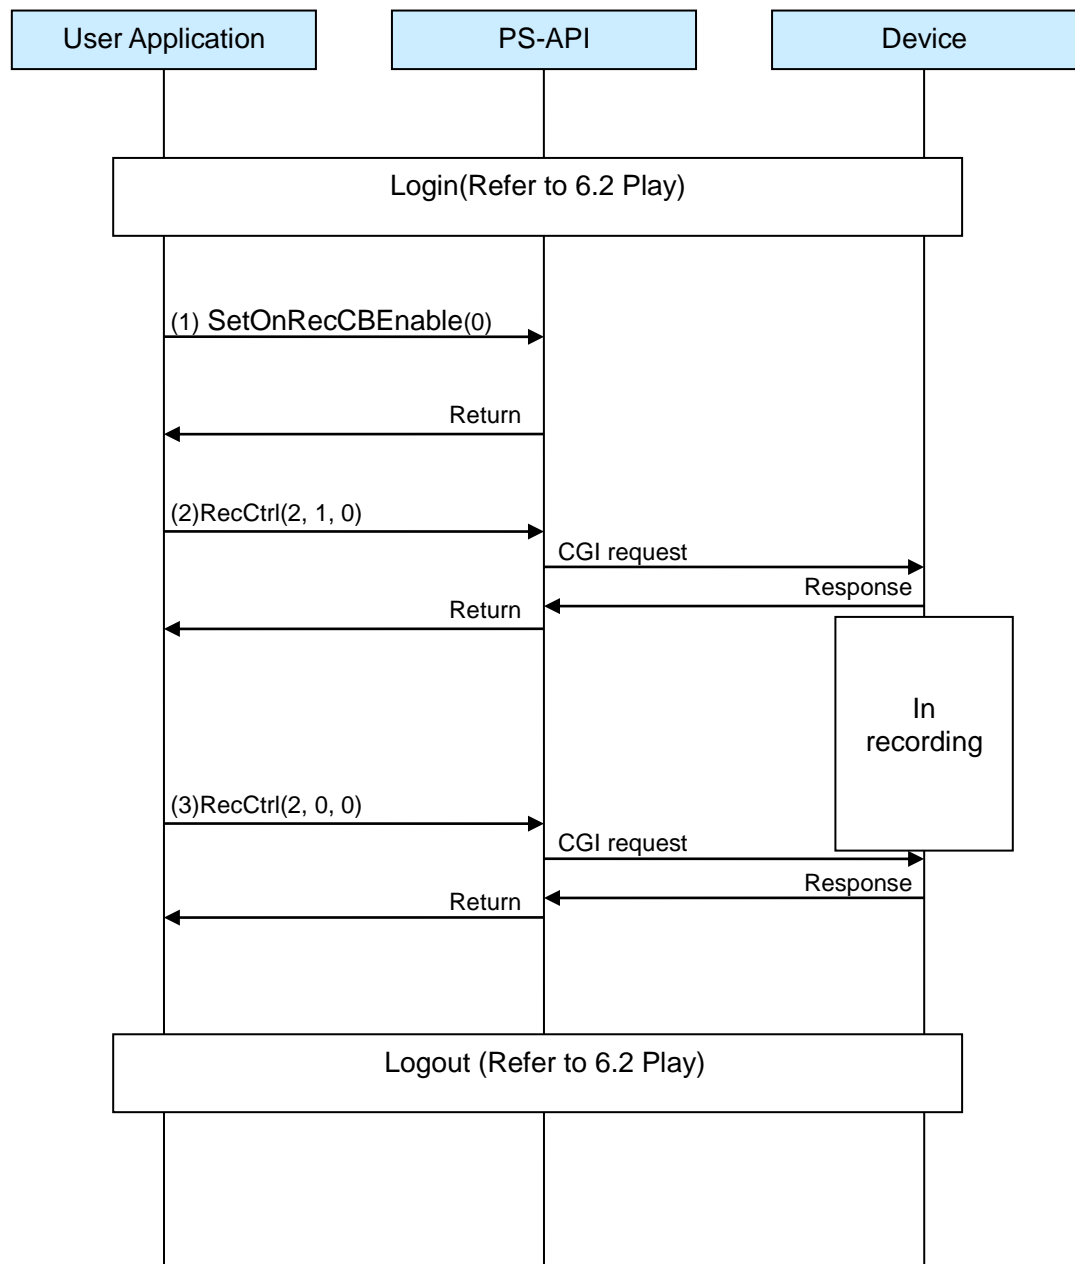 User Application
PS-API
Device
Login(Refer to 6.2 Play)
(1) SetOnRecCBEnable(0)
Return
(2)RecCtrl(2, 1, 0)
CGI request
Response
Return
In
recording
(3)RecCtrl(2, 0, 0)
CGI request
Response
Return
Logout (Refer to 6.2 Play)